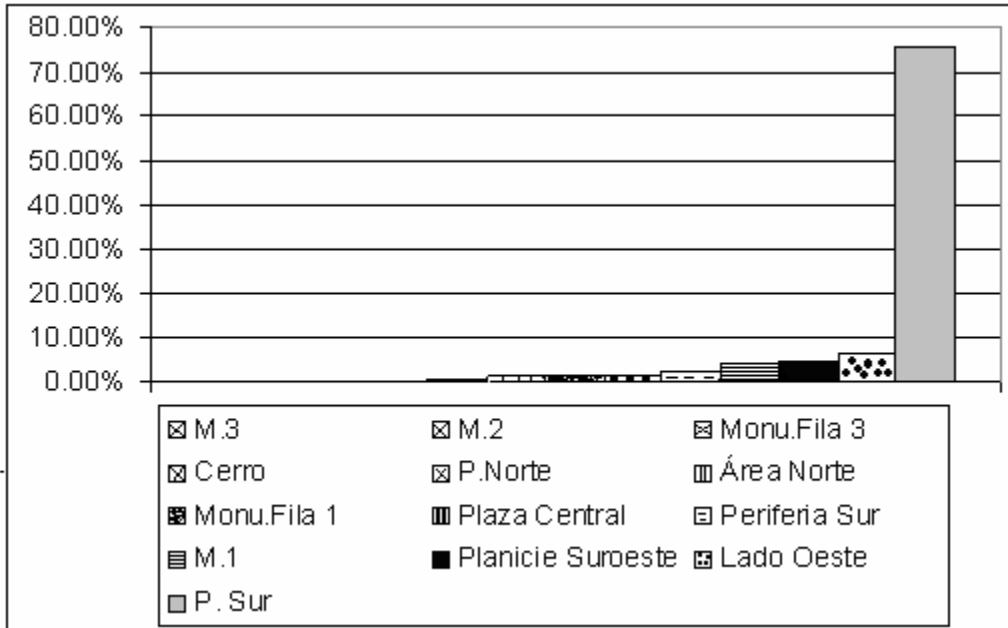 80.00%
70.00%
60.00%
50.00%
40.00%
30.00%
20.00%
10.00%
0.00%
M.3 M.2 Monu.Fila 3
Cerro P.Norte Área Norte
Monu.Fila 1 Plaza Central Periferia Sur
M.1 Planicie Suroeste Lado Oeste
P. Sur